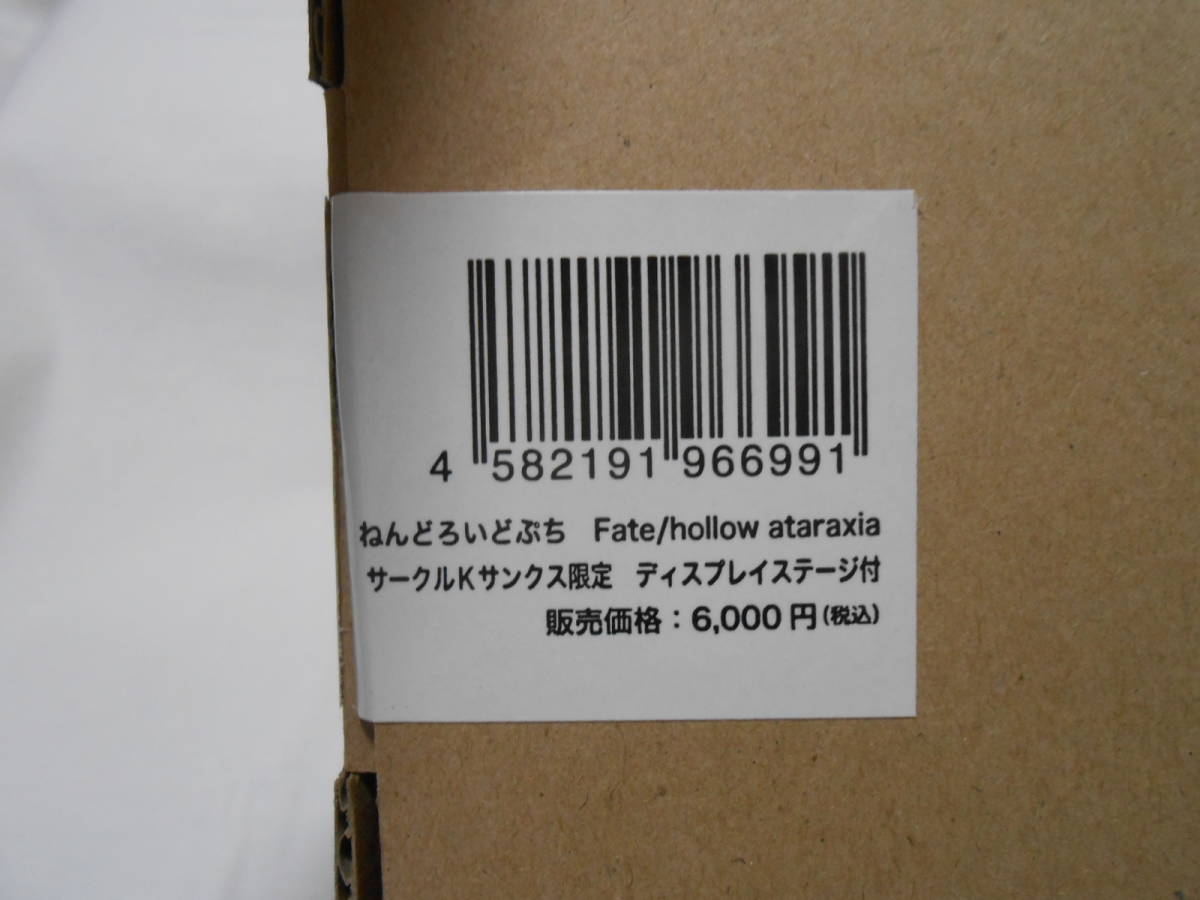 4 582191 966991
ねんどろいどぷち Fate/hollow ataraxia
サークルKサンクス限定 ディスプレイステージ付
販売価格：6,000円(税込)